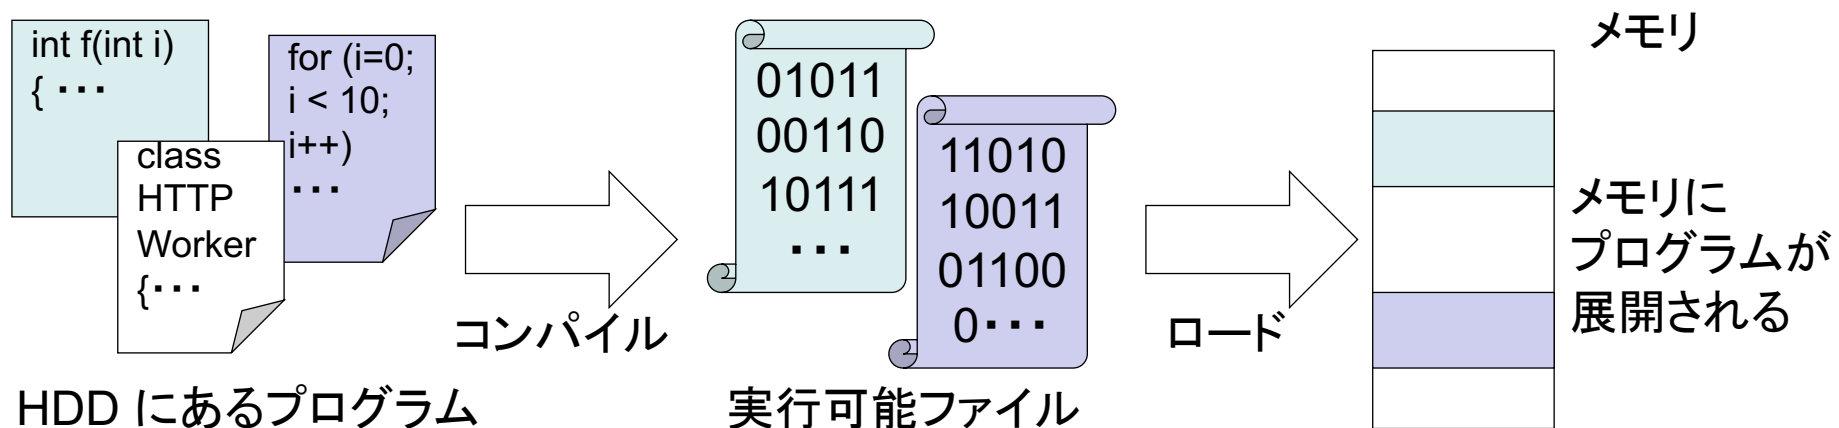 int f(int i)
{ ・・・
for (i=0;
i < 10;
i++)
・・・
class
HTTP
Worker
{・・・
HDD にあるプログラム
コンパイル
01011
00110
10111
・・・
11010
10011
01100
0・・・
実行可能ファイル
ロード
メモリ
メモリに
プログラムが
展開される